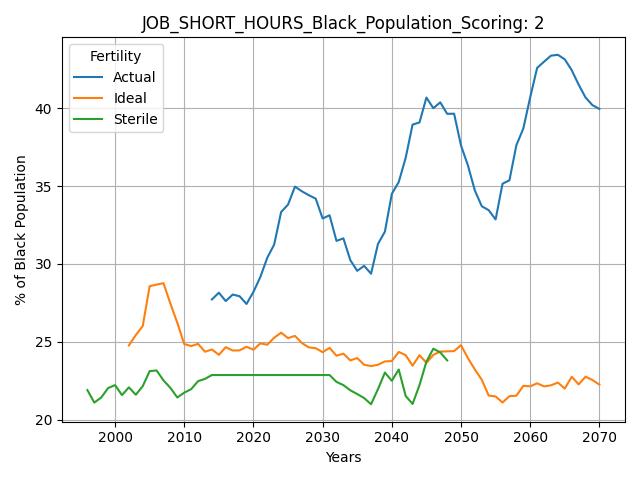 JOB_SHORT_HOURS_Black_Population_Scoring: 2
Fertility
Actual
Ideal
Sterile
% of Black Population
40
35
30
25
20
2000 2010 2020 2030 2040 2050 2060 2070
Years